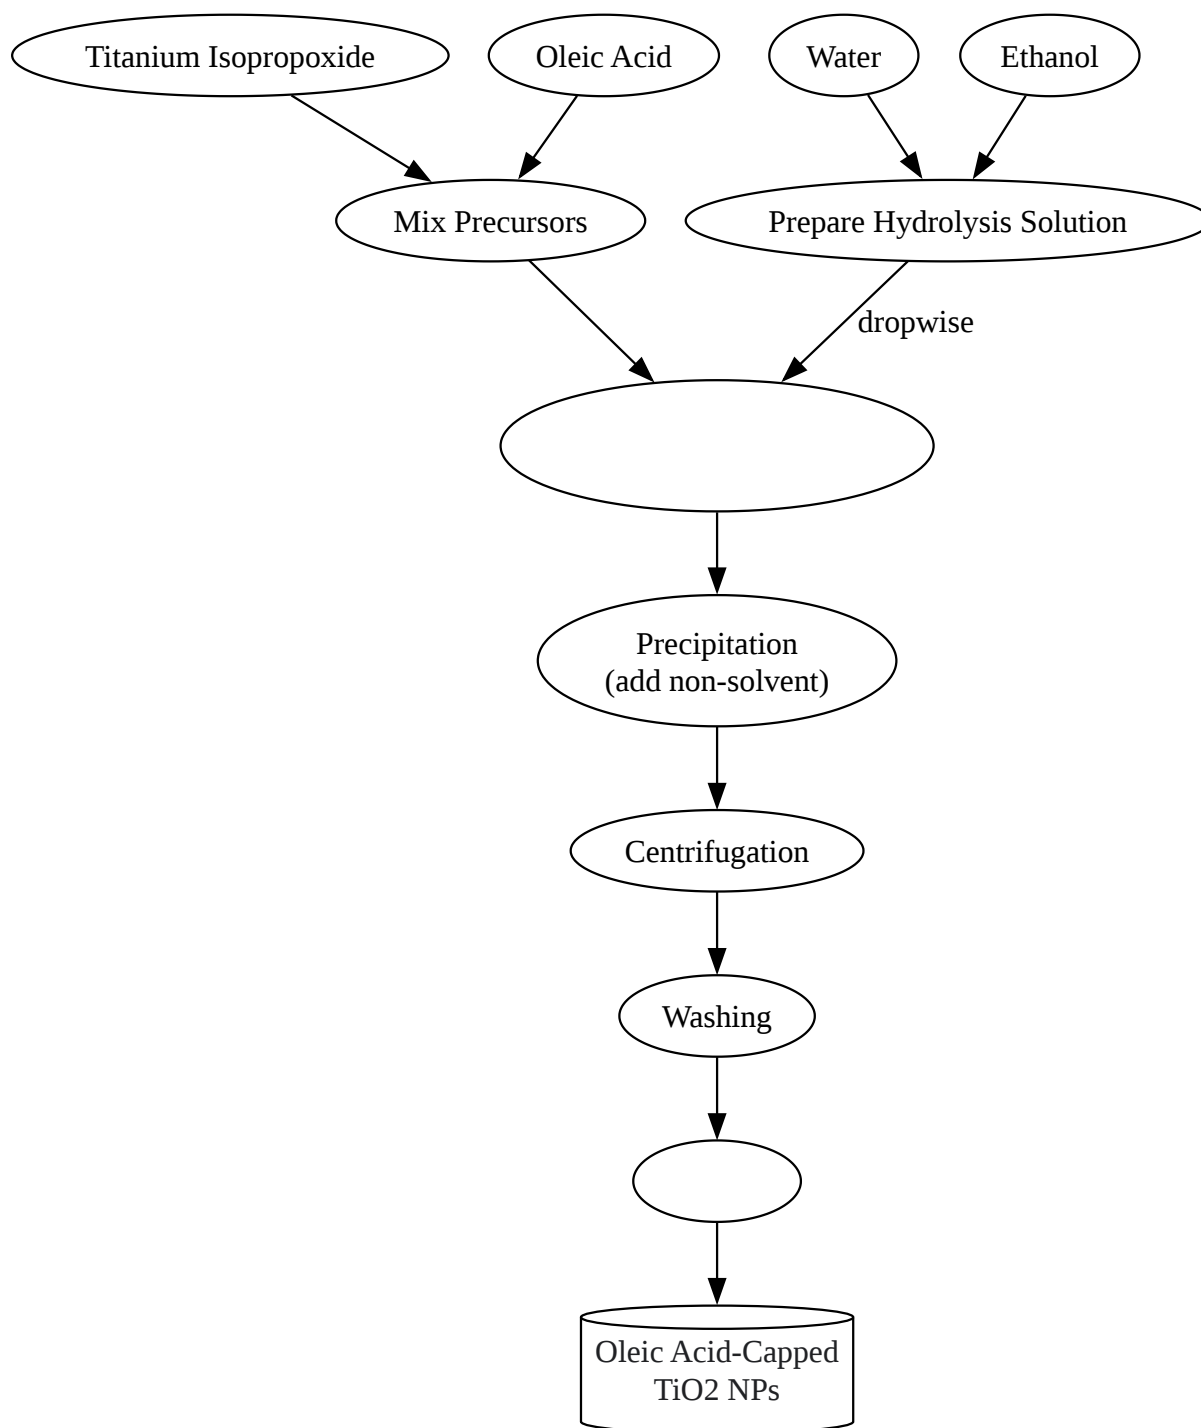 Titanium Isopropoxide
Oleic Acid
Water
Ethanol
Mix Precursors
Prepare Hydrolysis Solution
dropwise
Precipitation
(add non-solvent)
Centrifugation
Washing
Oleic Acid-Capped
TiO2 NPs